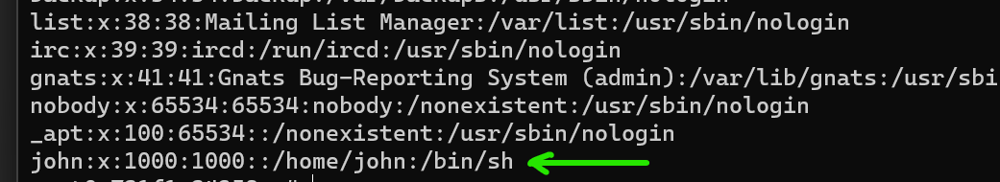 list:x:38:38:Mailing List Manager:/var/list:/usr/sbin/nologin
irc:x:39:39:ircd:/run/ircd:/usr/sbin/nologin
gnats:x:41:41:Gnats Bug-Reporting System (admin):/var/lib/gnats:/usr/sbi
nobody:x:65534:65534:nobody:/nonexistent:/usr/sbin/nologin
_apt:x:100:65534::/nonexistent:/usr/sbin/nologin
john:x:1000:1000::/home/john:/bin/sh